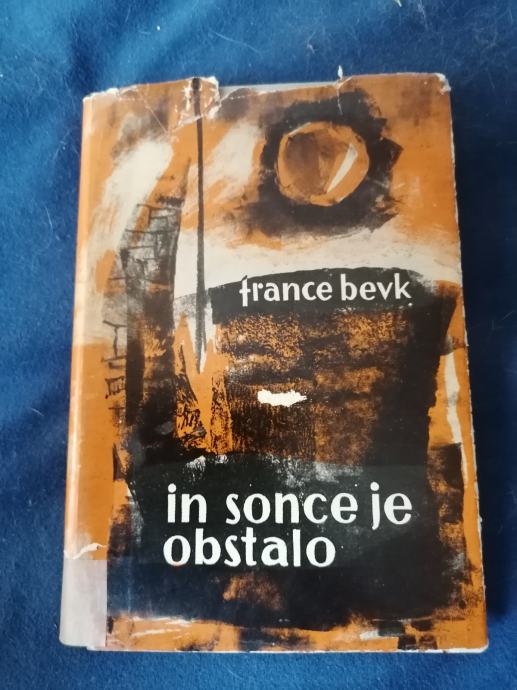 france bevk
in sonce je
obstalo